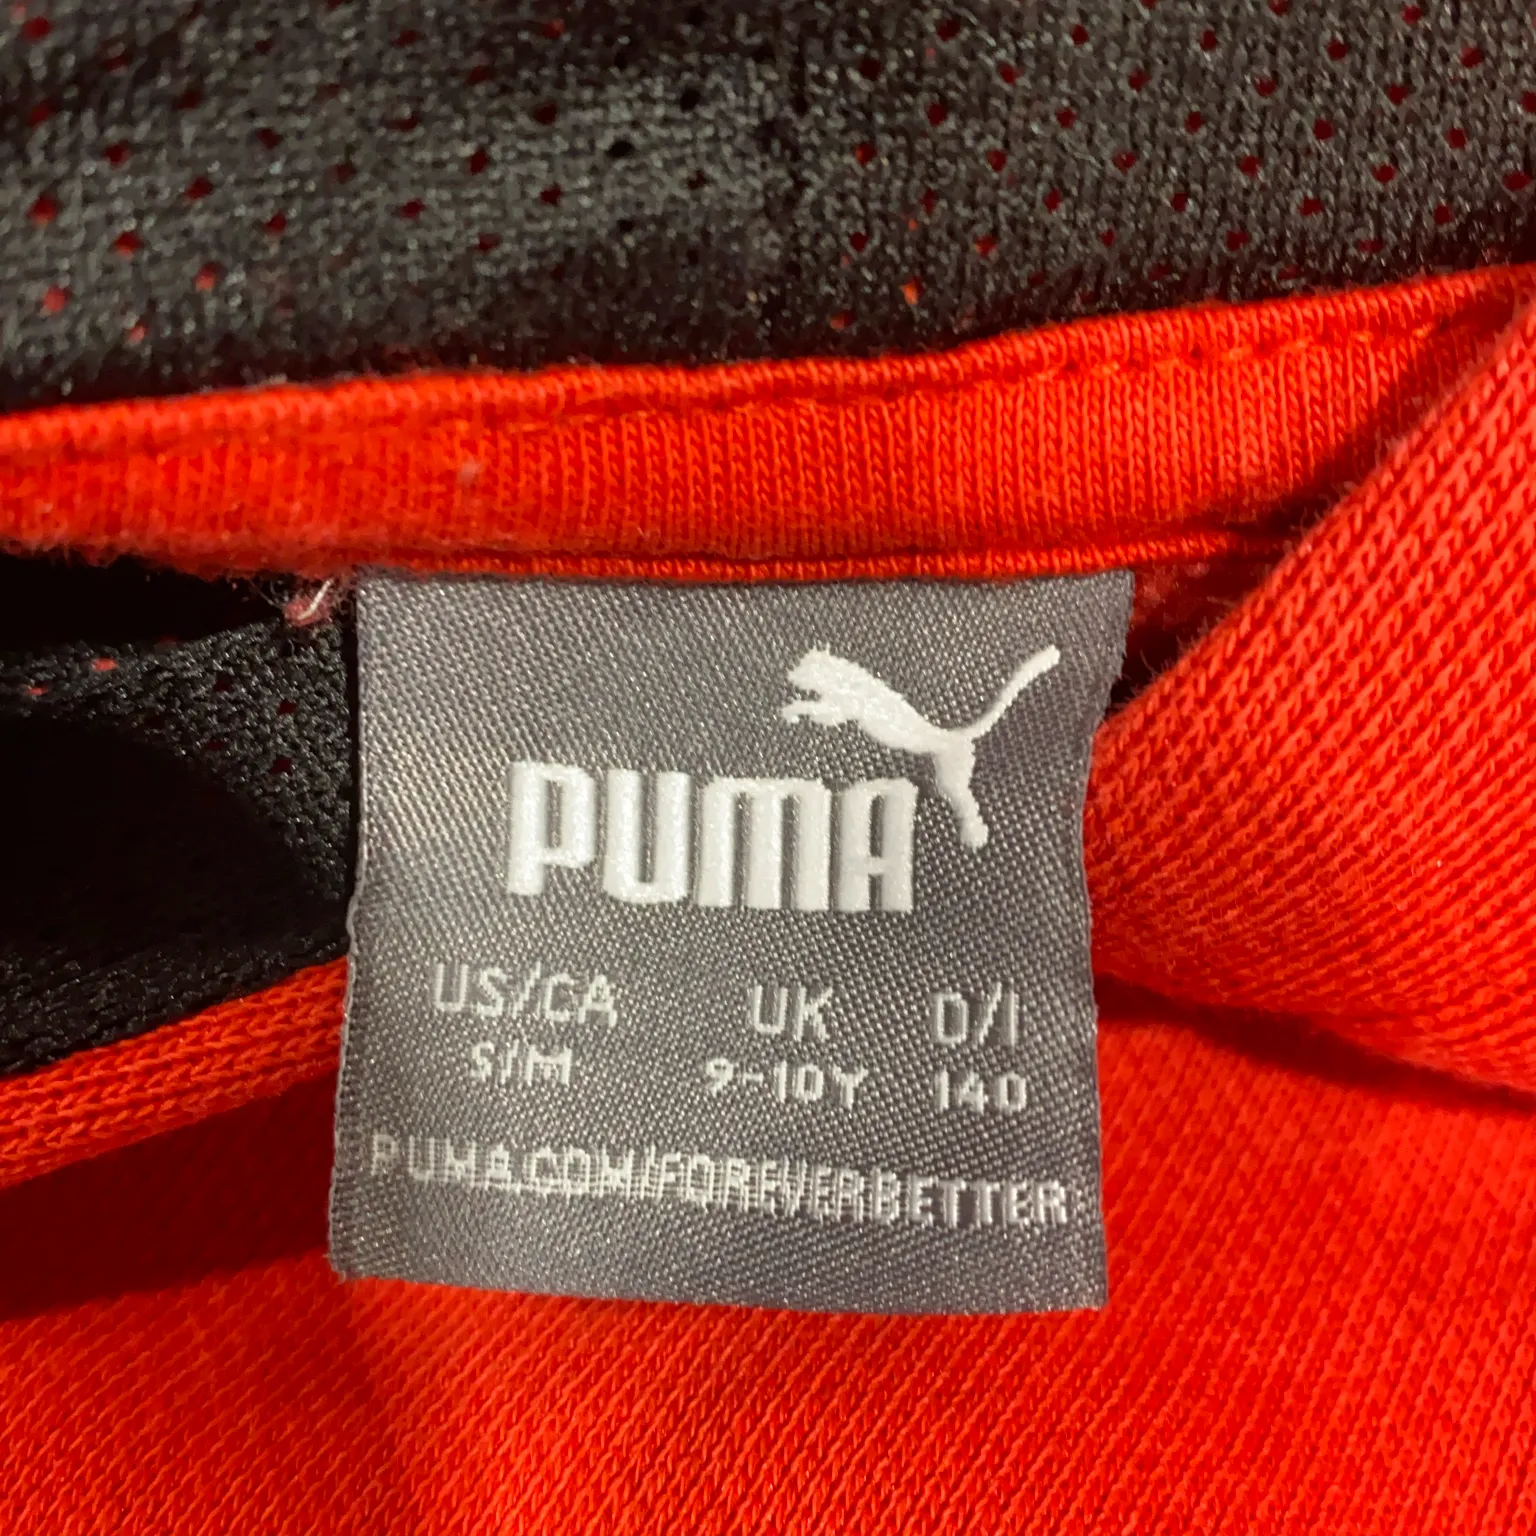 PUMA
US/CA UK D/I
S/M 9-10Y 140
PUMA.COM/FOREVERBETTER